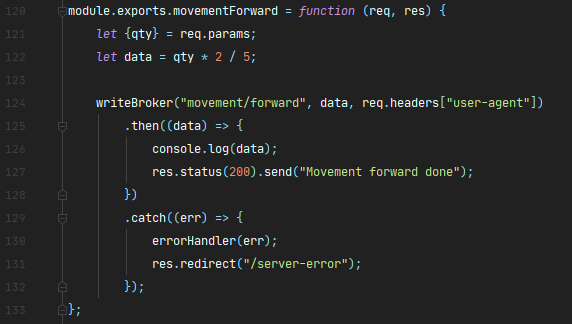 120 module.exports.movementForward = function (req, res) {
121     let {qty} = req.params;
122     let data = qty * 2 / 5;
123
124     writeBroker("movement/forward", data, req.headers["user-agent"])
125         .then((data) => {
126             console.log(data);
127             res.status(200).send("Movement forward done");
128         })
129         .catch((err) => {
130             errorHandler(err);
131             res.redirect("/server-error");
132         });
133 };